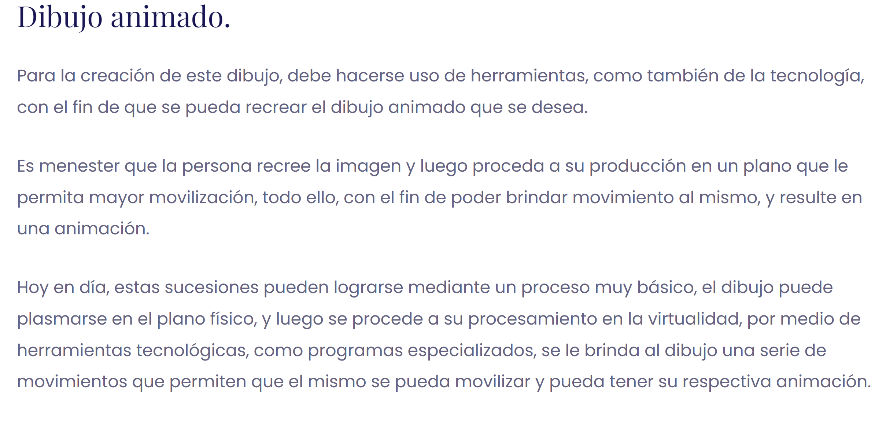 Dibujo animado.
Para la creación de este dibujo, debe hacerse uso de herramientas, como también de la tecnología,
con el fin de que se pueda recrear el dibujo animado que se desea.
Es menester que la persona recree la imagen y luego proceda a su producción en un plano que le
permita mayor movilización, todo ello, con el fin de poder brindar movimiento al mismo, y resulte en
una animación.
Hoy en día, estas sucesiones pueden lograrse mediante un proceso muy básico, el dibujo puede
plasmarse en el plano físico, y luego se procede a su procesamiento en la virtualidad, por medio de
herramientas tecnológicas, como programas especializados, se le brinda al dibujo una serie de
movimientos que permiten que el mismo se pueda movilizar y pueda tener su respectiva animación.